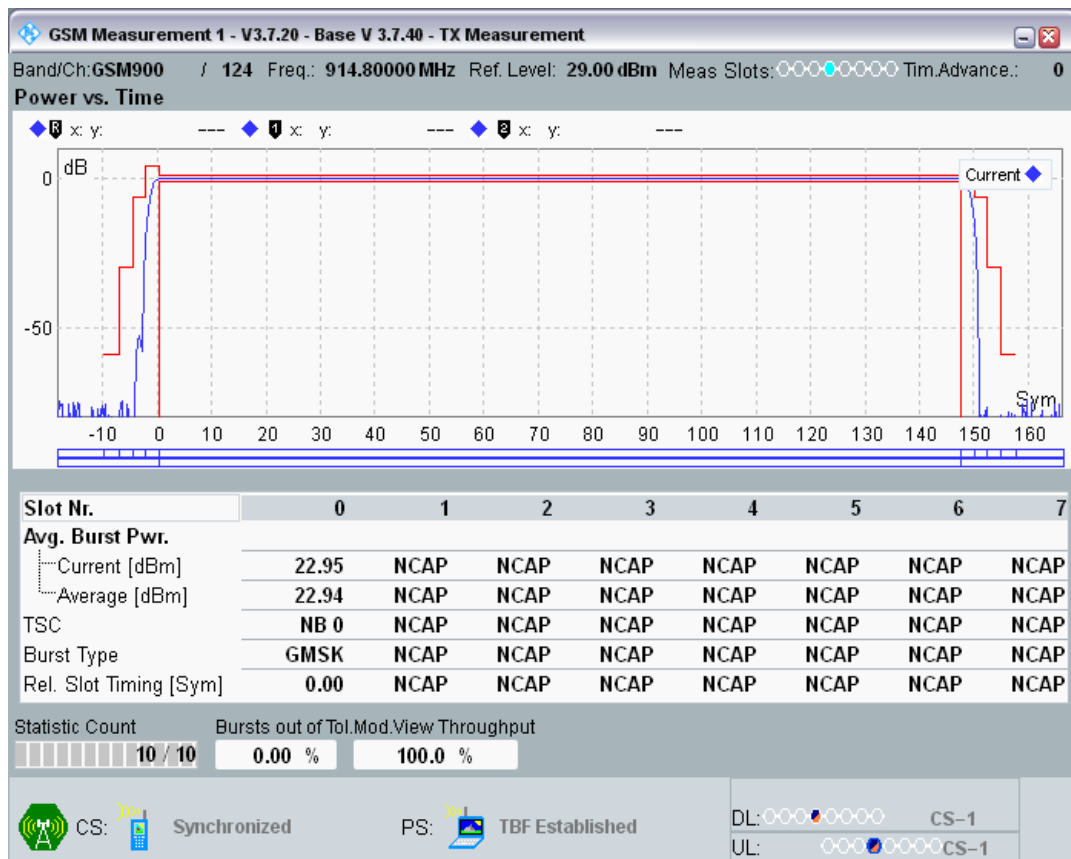 GSM Measurement 1 - V3.7.20 - Base V 3.7.40 - TX Measurement
Band/Ch:GSM900 / 124 Freq.: 914.80000 MHz Ref. Level: 29.00 dBm Meas Slots: Tim.Advance.: 0
Power vs. Time
R x: y: --- 1 x: y: --- 2 x: y: ---
dB
Current
0
-50
Sym
-10 0 10 20 30 40 50 60 70 80 90 100 110 120 130 140 150 160
Slot Nr. 0 1 2 3 4 5 6 7
Avg. Burst Pwr.
Current [dBm] 22.95 NCAP NCAP NCAP NCAP NCAP NCAP NCAP
Average [dBm] 22.94 NCAP NCAP NCAP NCAP NCAP NCAP NCAP
TSC NB 0 NCAP NCAP NCAP NCAP NCAP NCAP NCAP
Burst Type GMSK NCAP NCAP NCAP NCAP NCAP NCAP NCAP
Rel. Slot Timing [Sym] 0.00 NCAP NCAP NCAP NCAP NCAP NCAP NCAP
Statistic Count Bursts out of Tol.Mod.View Throughput
10 / 10 0.00 % 100.0 %
CS: Synchronized PS: TBF Established
DL: CS-1
UL: CS-1